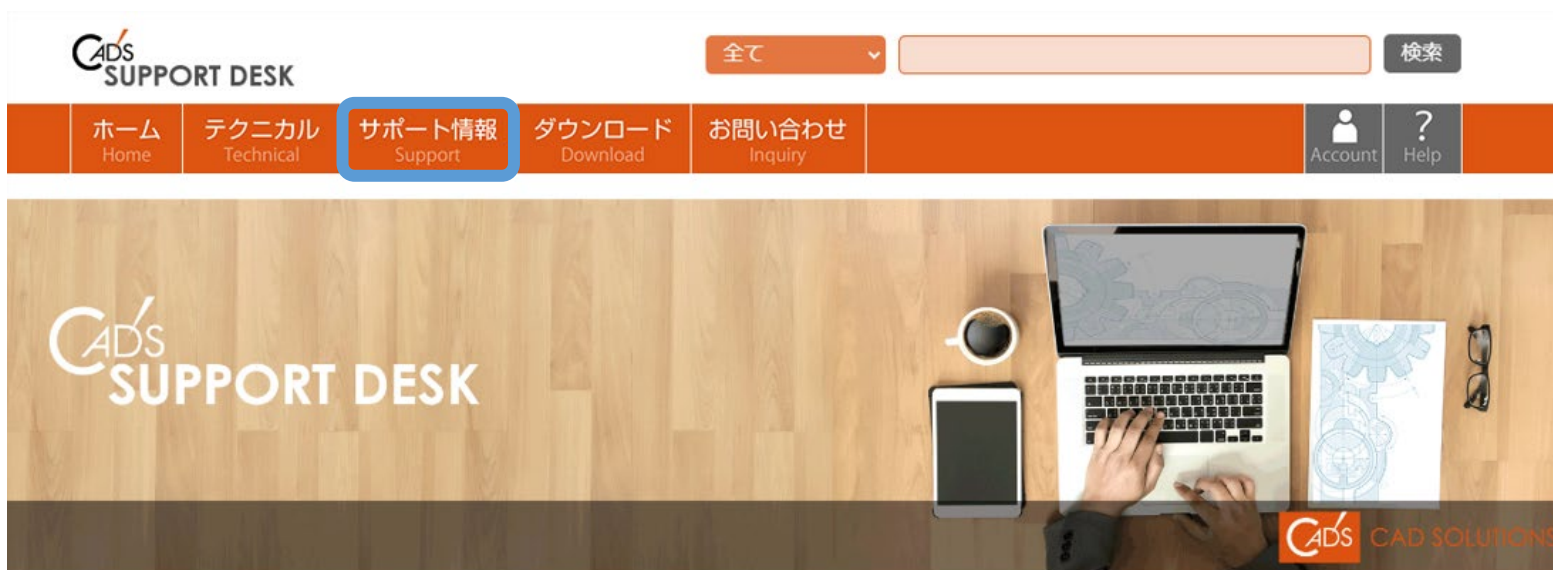 CADS
SUPPORT DESK
全て
検索
ホーム
Home
テクニカル
Technical
サポート情報
Support
ダウンロード
Download
お問い合わせ
Inquiry
Account
?
Help
CADS
SUPPORT DESK
CADS CAD SOLUTIONS